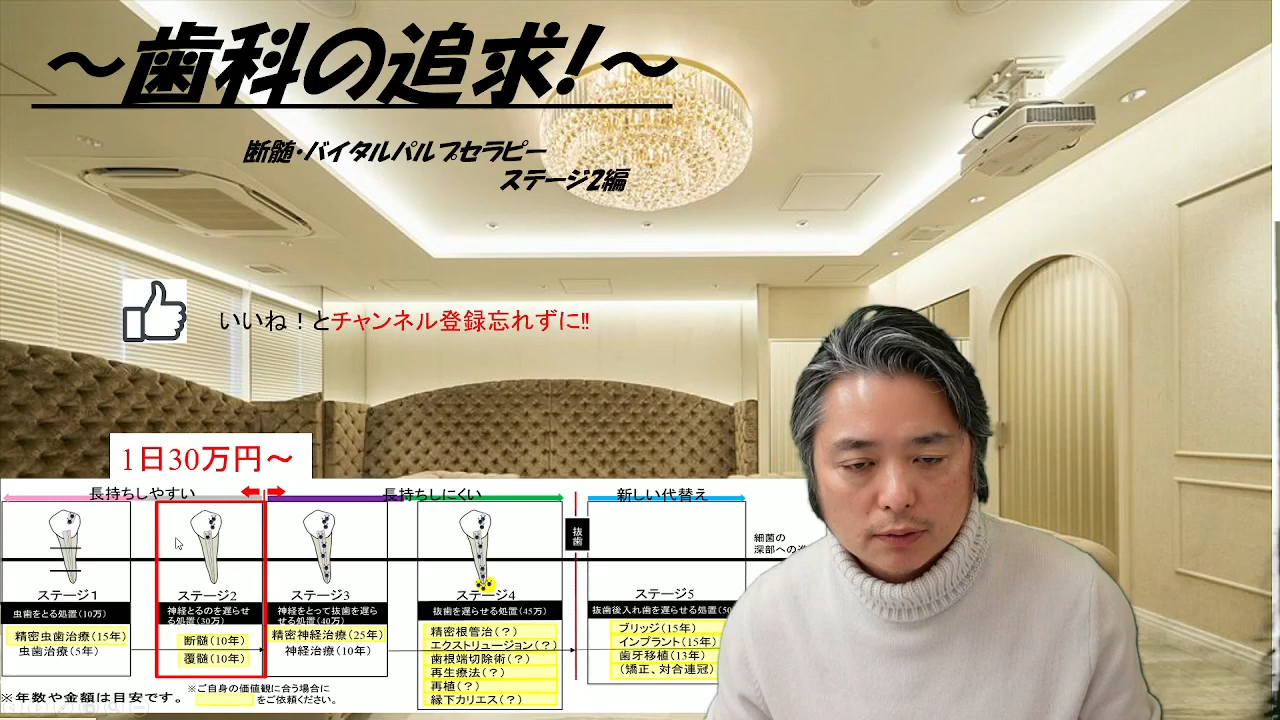 ～歯科の追求!～
断髄・バイタルパルプセラピー
ステージ2編
いいね！とチャンネル登録忘れずに!!
1日30万円～
長持ちしやすい
長持ちしにくい
新しい代替え
抜歯
細菌の
深部への
ステージ1
虫歯をとる処置(10万)
精密虫歯治療(15年)
虫歯治療(5年)
ステージ2
神経とるのを遅らせ
る処置(30万)
断髄(10年)
覆髄(10年)
ステージ3
神経をとって抜歯を遅ら
せる処置(40万)
精密神経治療(25年)
神経治療(10年)
ステージ4
抜歯を遅らせる処置(45万)
精密根管治(？)
エクストリュージョン(？)
歯根端切除術(？)
再生療法(？)
再植(？)
縁下カリエス(？)
ステージ5
抜歯後入れ歯を遅らせる処置(50
ブリッジ(15年)
インプラント(15年)
歯牙移植(13年)
(矯正、対合連冠)
※年数や金額は目安です。
※ご自身の価値観に合う場合に
をご依頼ください。